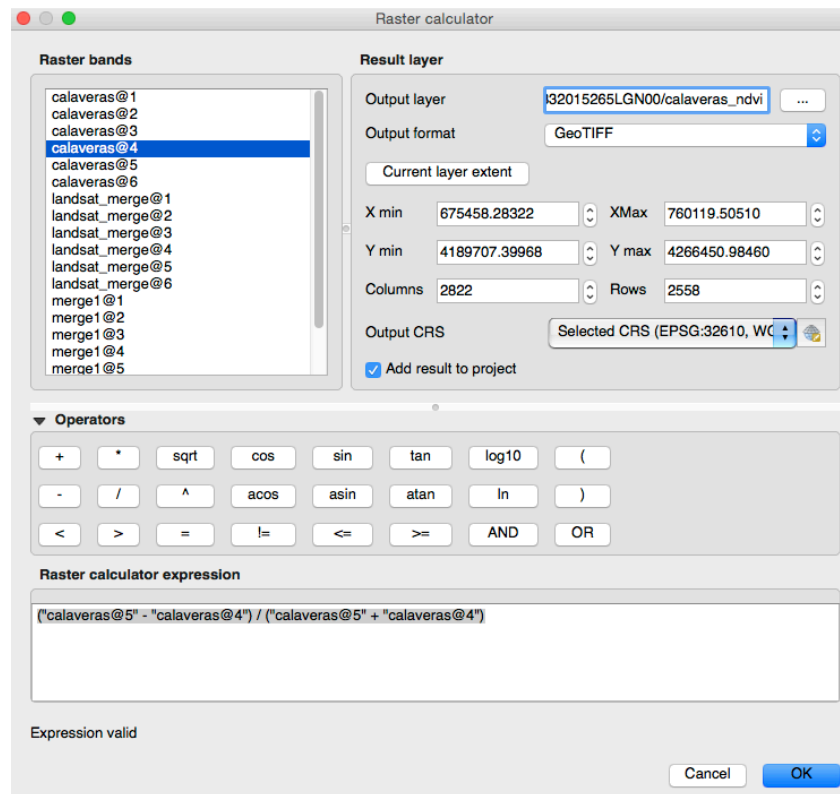 Raster calculator
Raster bands
calaveras@1
calaveras@2
calaveras@3
calaveras@4
calaveras@5
calaveras@6
landsat_merge@1
landsat_merge@2
landsat_merge@3
landsat_merge@4
landsat_merge@5
landsat_merge@6
merge1@1
merge1@2
merge1@3
merge1@4
merge1@5
Result layer
Output layer 32015265LGN00/calaveras_ndvi ...
Output format GeoTIFF
Current layer extent
X min 675458.28322 XMax 760119.50510
Y min 4189707.39968 Y max 4266450.98460
Columns 2822 Rows 2558
Output CRS Selected CRS (EPSG:32610, WG
Add result to project
Operators
+ * sqrt cos sin tan log10 (
- / ^ acos asin atan ln )
< > = != <= >= AND OR
Raster calculator expression
("calaveras@5" - "calaveras@4") / ("calaveras@5" + "calaveras@4")
Expression valid
Cancel OK